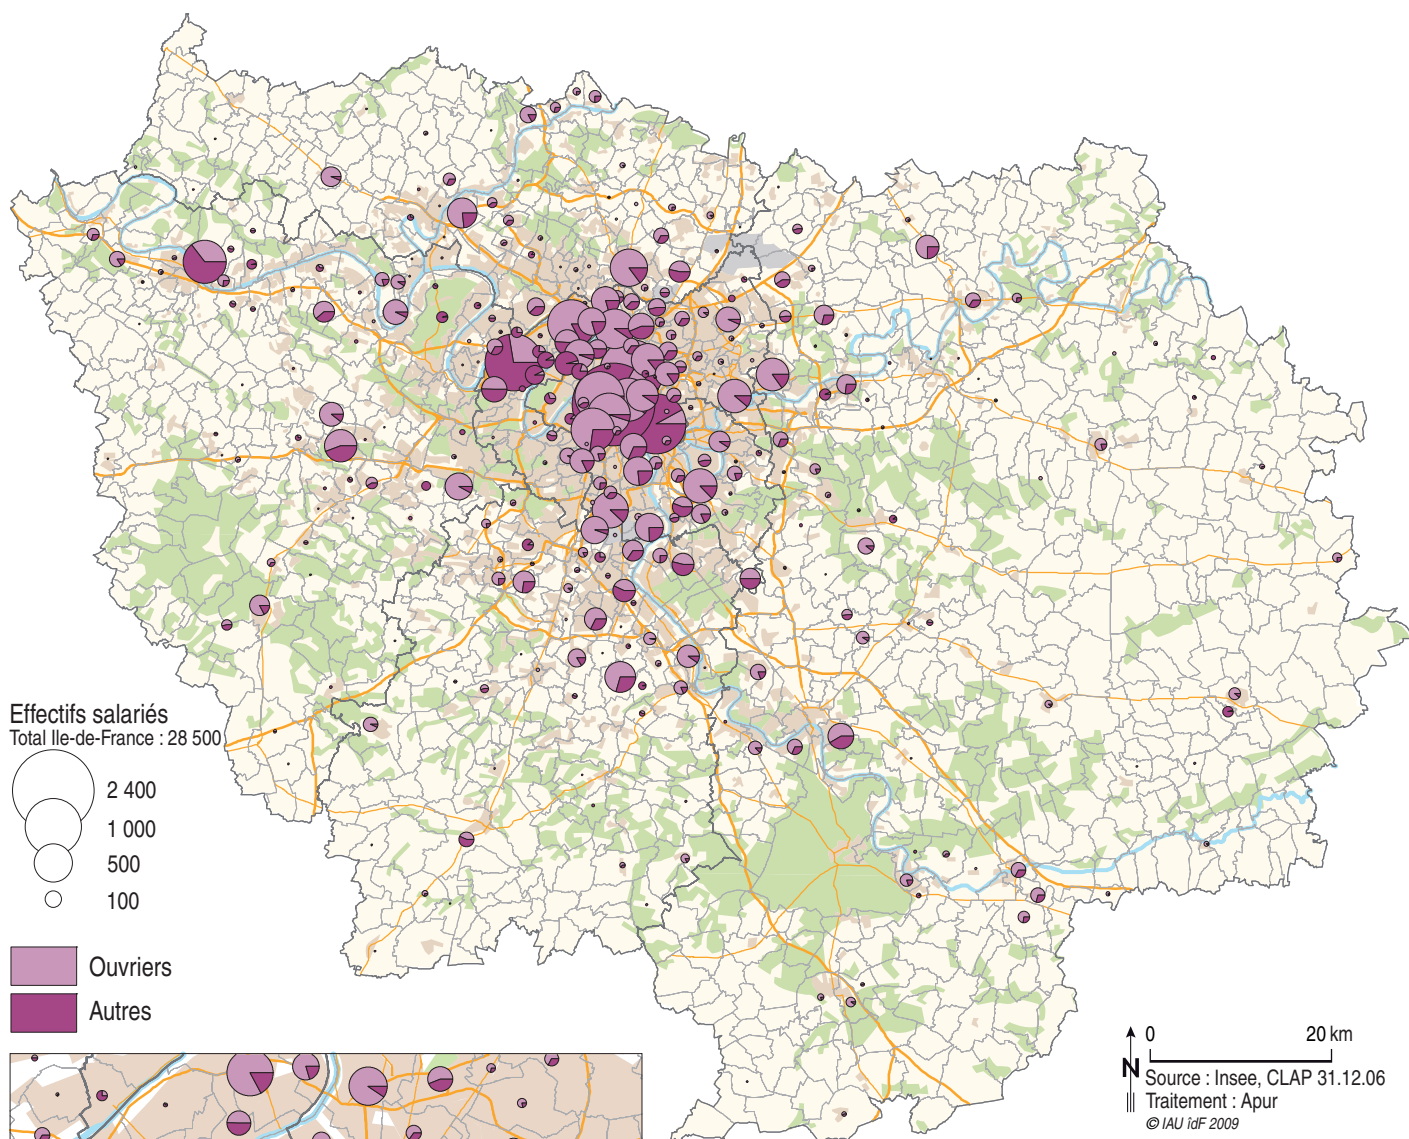 Effectifs salariés
Total Ile-de-France : 28 500
2 400
1 000
500
100
Ouvriers
Autres
0 20 km
N
Source : Insee, CLAP 31.12.06
Traitement : Apur
© IAU îdF 2009